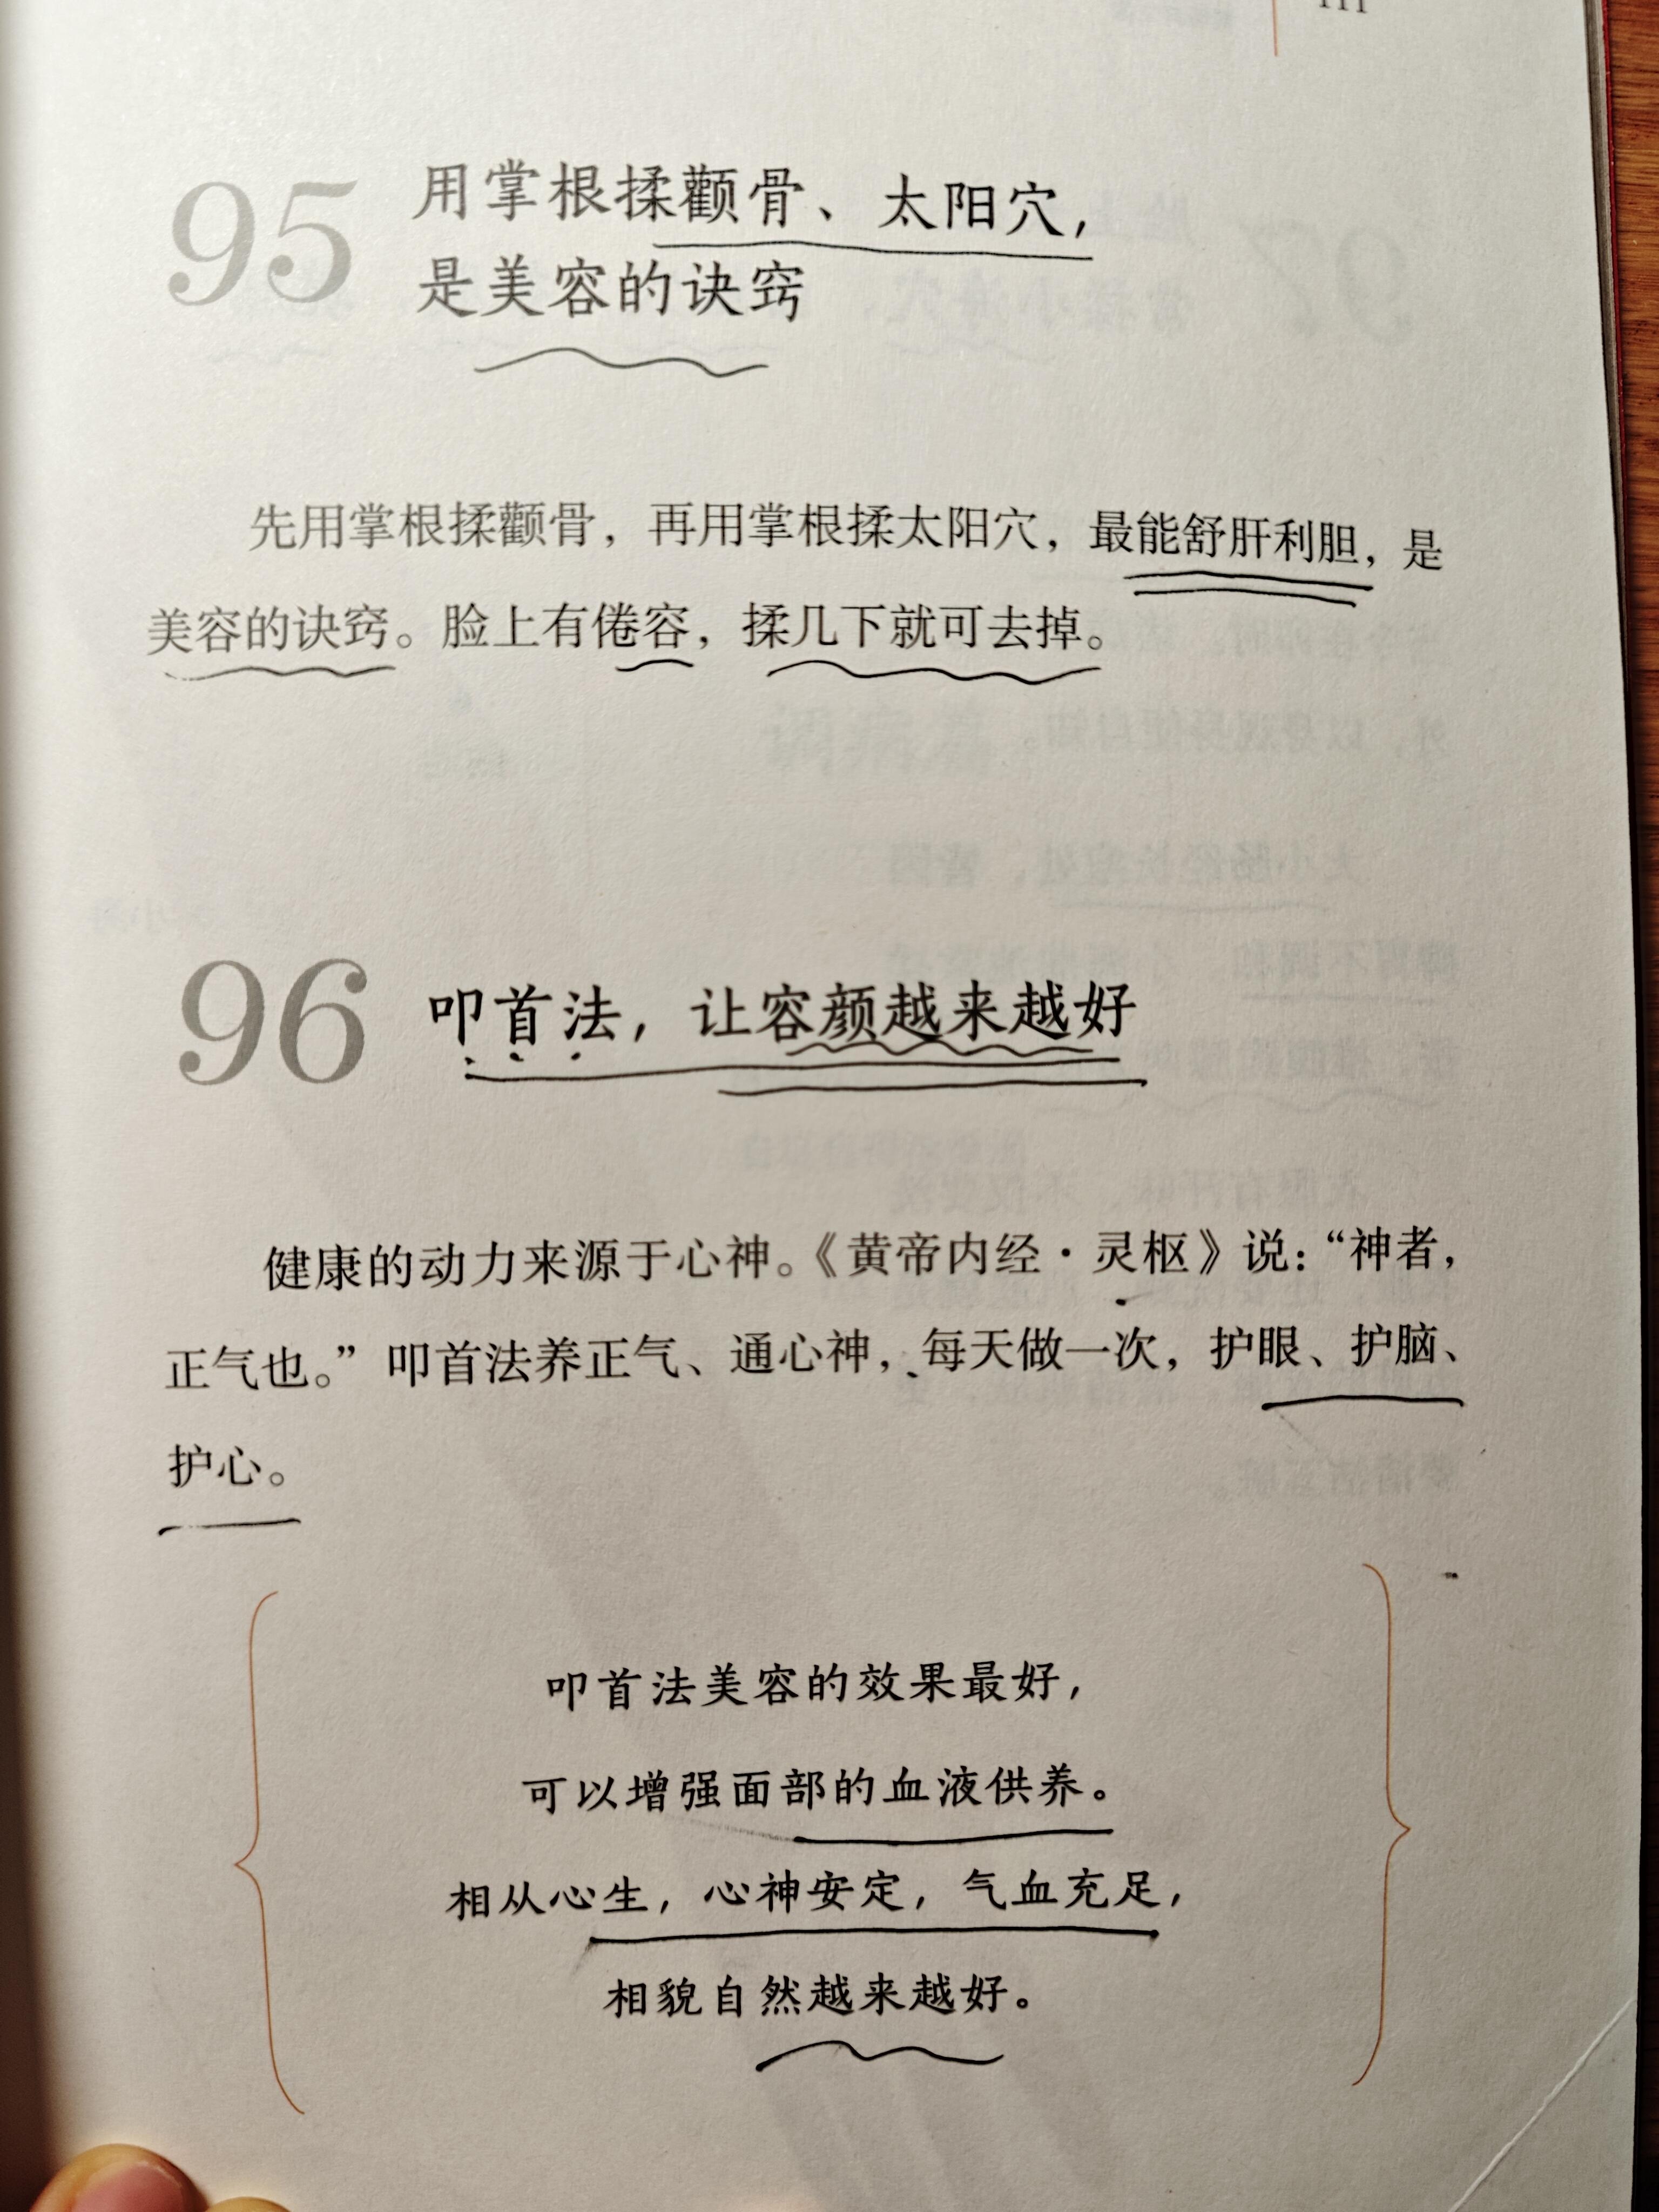 111
95
用掌根揉颧骨、太阳穴，
是美容的诀窍
先用掌根揉颧骨，再用掌根揉太阳穴，最能舒肝利胆，是
美容的诀窍。脸上有倦容，揉几下就可去掉。
96
叩首法，让容颜越来越好
健康的动力来源于心神。《黄帝内经·灵枢》说：“神者，
正气也。”叩首法养正气、通心神，每天做一次，护眼、护脑、
护心。
叩首法美容的效果最好，
可以增强面部的血液供养。
相从心生，心神安定，气血充足，
相貌自然越来越好。